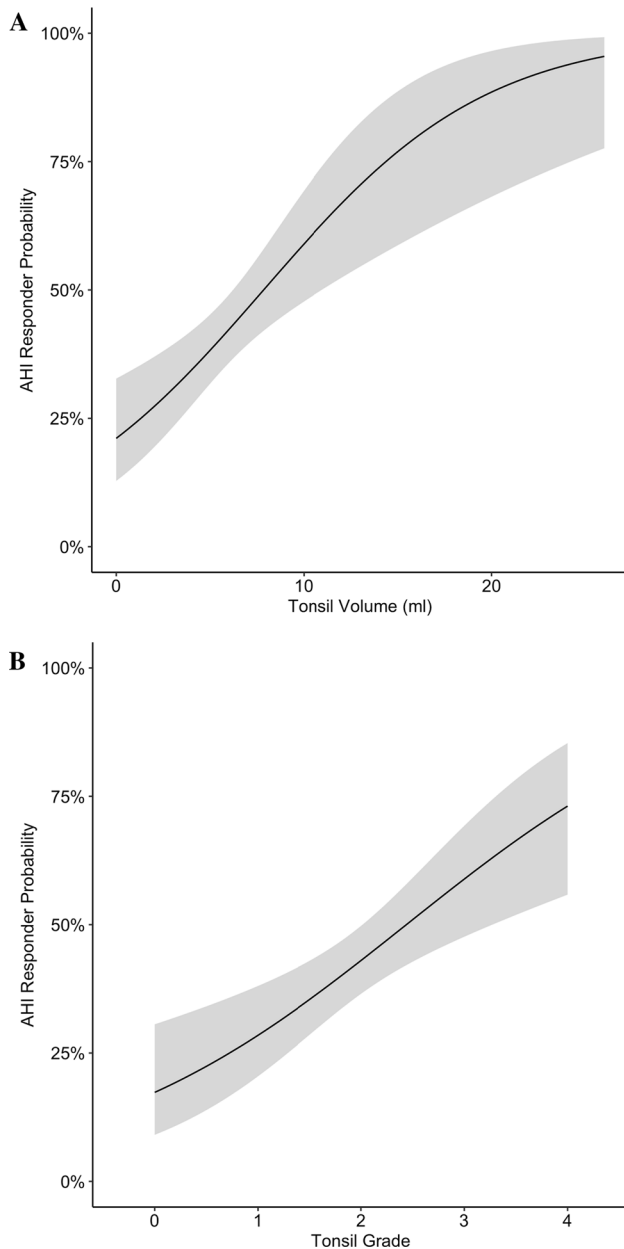 A
100%
75%
50%
25%
0%
AHI Responder Probability
0 10 20
Tonsil Volume (ml)
B
100%
75%
50%
25%
0%
AHI Responder Probability
0 1 2 3 4
Tonsil Grade